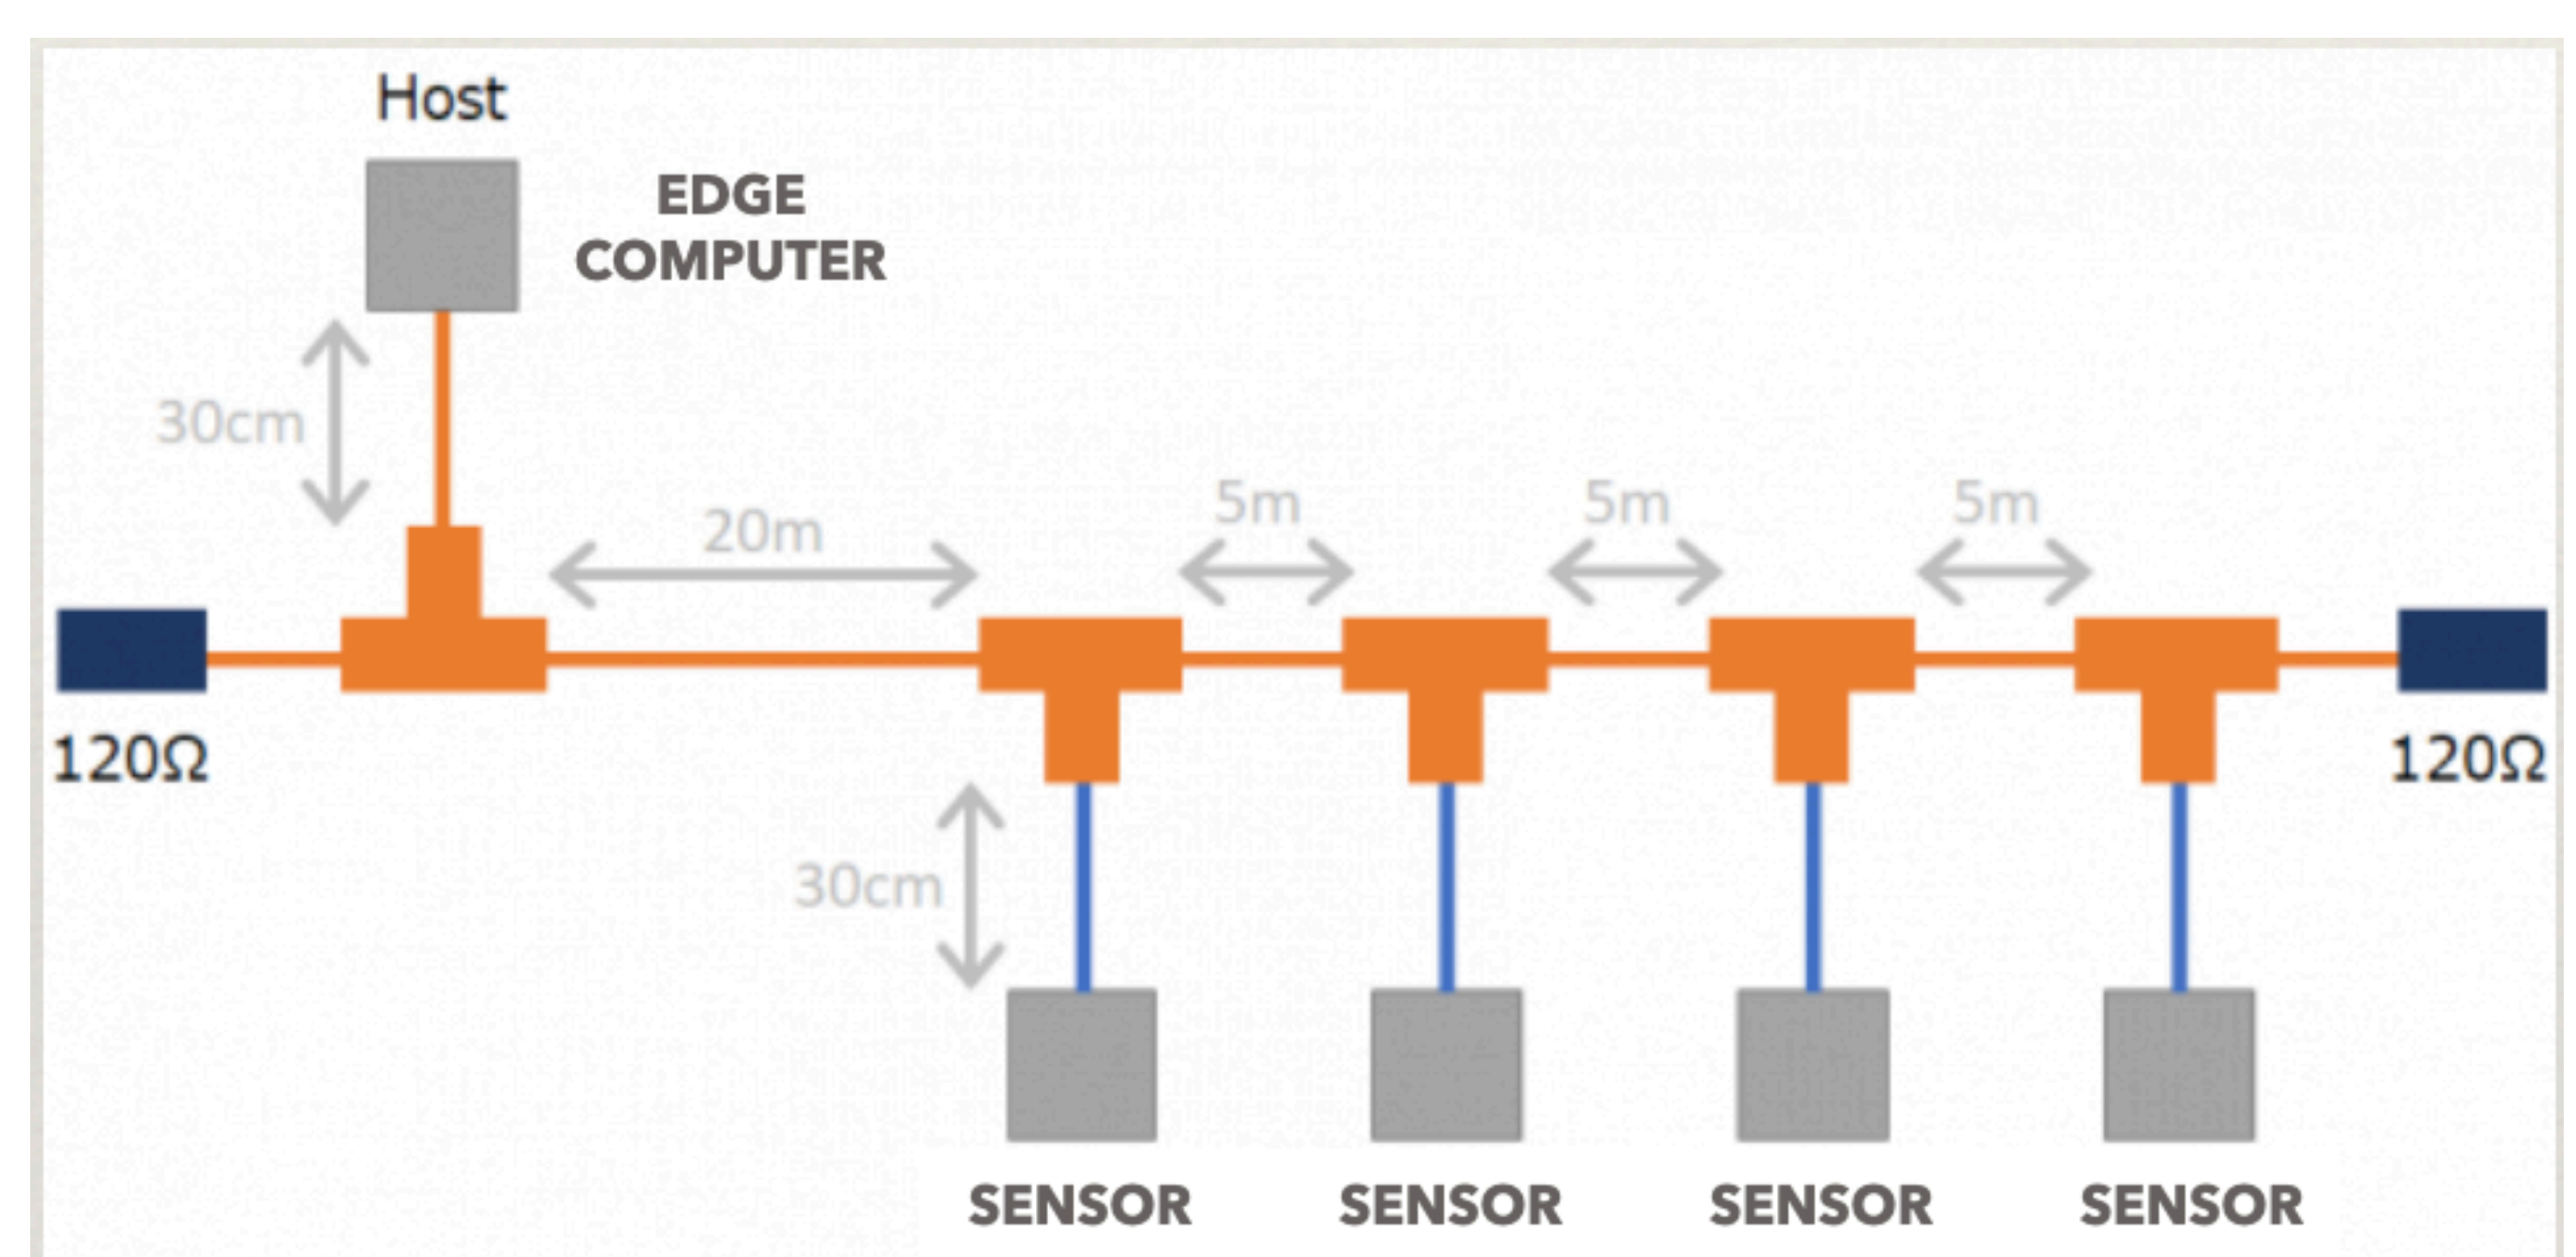 Host
EDGE
COMPUTER
30cm
20m
5m
5m
5m
120Ω
120Ω
30cm
SENSOR
SENSOR
SENSOR
SENSOR